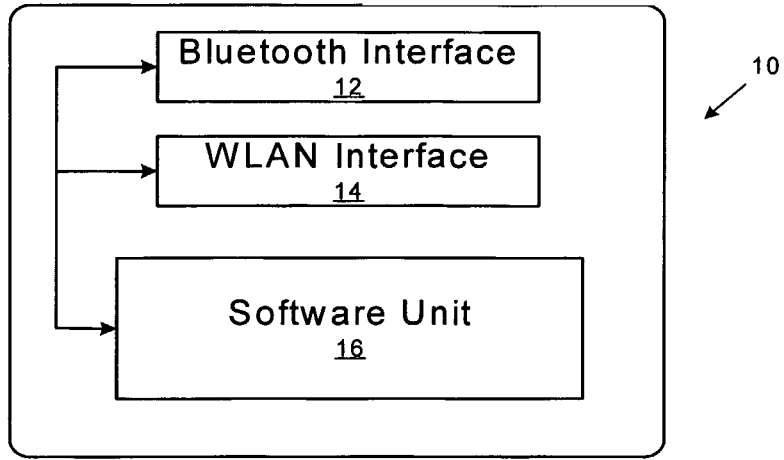 Bluetooth Interface
12
10
WLAN Interface
14
Software Unit
16